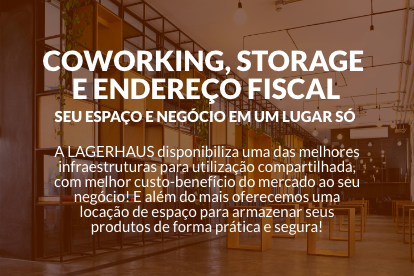 COWORKING, STORAGE
E ENDEREÇO FISCAL
SEU ESPAÇO E NEGÓCIO EM UM LUGAR SÓ
A LAGERHAUS disponibiliza uma das melhores
infraestruturas para utilização compartilhada,
com melhor custo-benefício do mercado ao seu
negócio! E além do mais oferecemos uma
locação de espaço para armazenar seus
produtos de forma prática e segura!